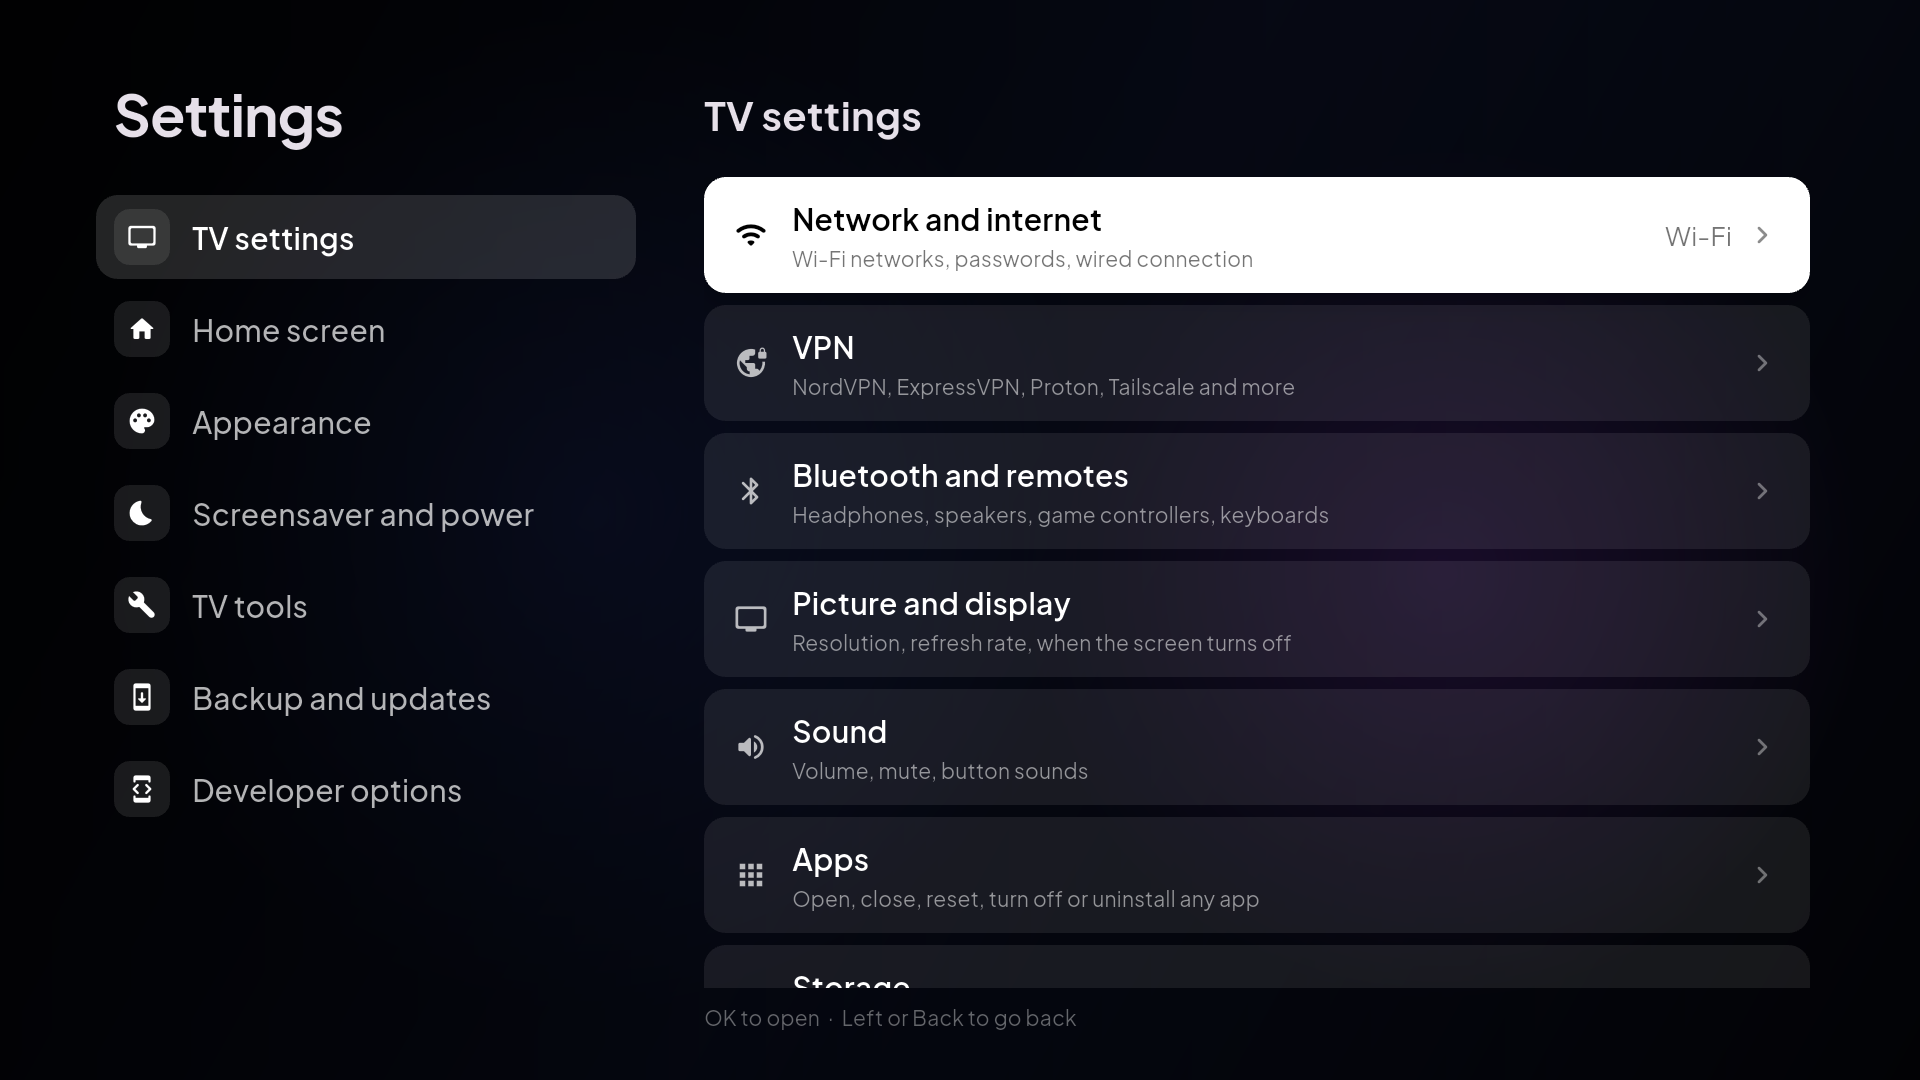 Settings
TV settings
Home screen
Appearance
Screensaver and power
TV tools
Backup and updates
Developer options
TV settings
Network and internet
Wi-Fi networks, passwords, wired connection
Wi-Fi
VPN
NordVPN, ExpressVPN, Proton, Tailscale and more
Bluetooth and remotes
Headphones, speakers, game controllers, keyboards
Picture and display
Resolution, refresh rate, when the screen turns off
Sound
Volume, mute, button sounds
Apps
Open, close, reset, turn off or uninstall any app
Storage
OK to open · Left or Back to go back